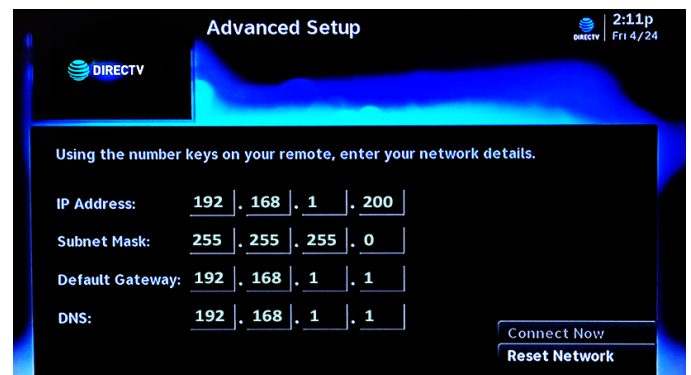 Advanced Setup
DIRECTV
2:11p
Fri 4/24
DIRECTV
Using the number keys on your remote, enter your network details.
IP Address: 192 . 168 . 1 . 200
Subnet Mask: 255 . 255 . 255 . 0
Default Gateway: 192 . 168 . 1 . 1
DNS: 192 . 168 . 1 . 1
Connect Now
Reset Network